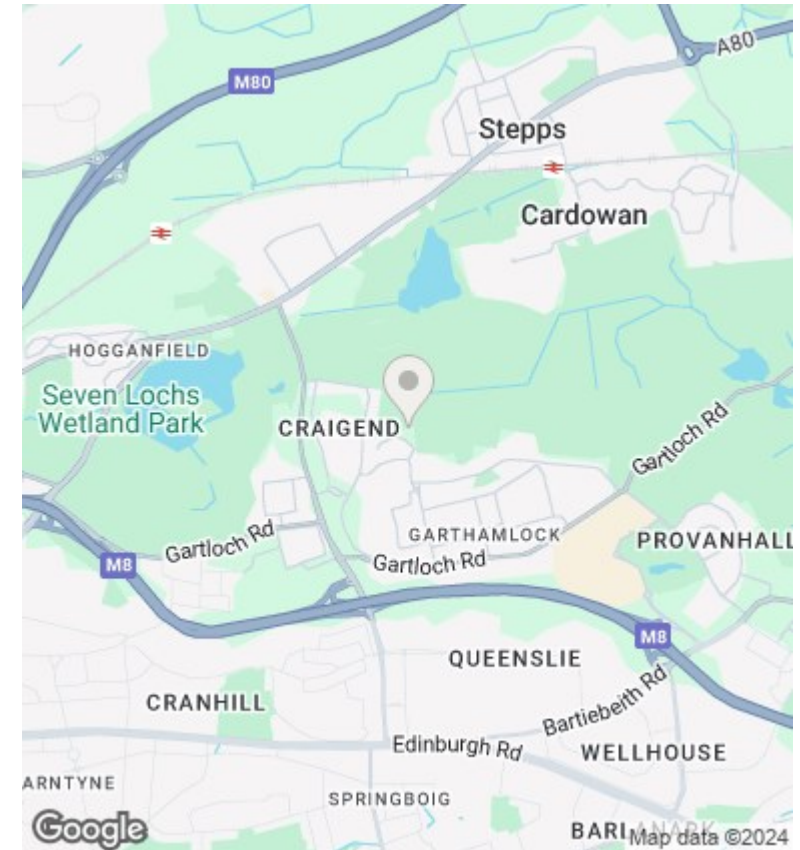 A80
M80
Stepps
Cardowan
HOGGANFIELD
Seven Lochs
Wetland Park
CRAIGEND
Gartloch Rd
Gartloch Rd
GARTHAMLOCK
Gartloch Rd
PROVANHALL
M8
M8
QUEENSLIE
CRANHILL
Bartiebeith Rd
Edinburgh Rd
WELLHOUSE
ARNTYNE
SPRINGBOIG
Google
Map data ©2024